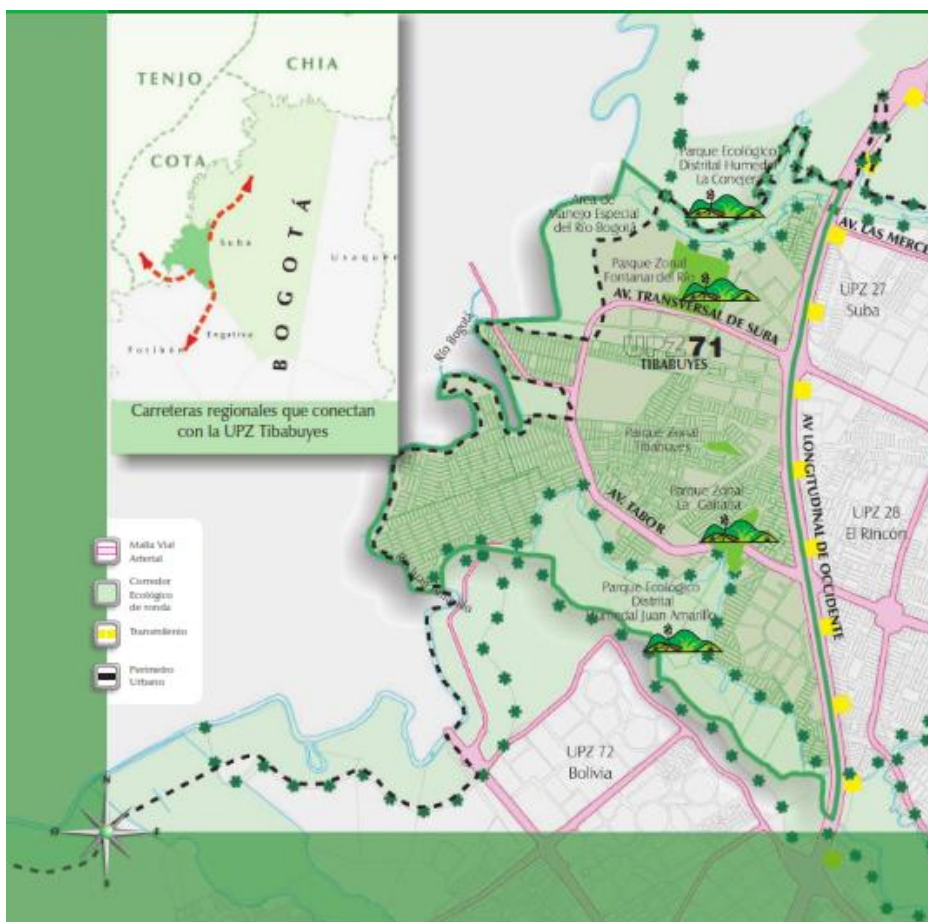 TENJO
CHIA
COTA
Suba
BOGOTÁ
Usaquén
Engativa
Carreteras regionales que conectan
con la UPZ Tibabuyes
Malla Vial
Arterial
Corredor
Ecológico
de ronda
Transmilenio
Perímetro
Urbano
N
E
S
O
Parque Ecológico
Distrital Humedal
La Conejera
Area de
Manejo Especial
del Río Bogotá
Parque Zonal
Fontanar del Río
AV. TRANSVERSAL DE SUBA
AV. LAS MERCE
UPZ 27
Suba
Río Bogotá
UPZ 71
TIBABUYES
Parque Zonal
Tibabuyes
Parque Zonal
La Gaitana
AV. TABOR
AV LONGITUDINAL DE OCCIDENTE
UPZ 28
El Rincón
Parque Ecológico
Distrital
Humedal Juan Amarillo
UPZ 72
Bolivia